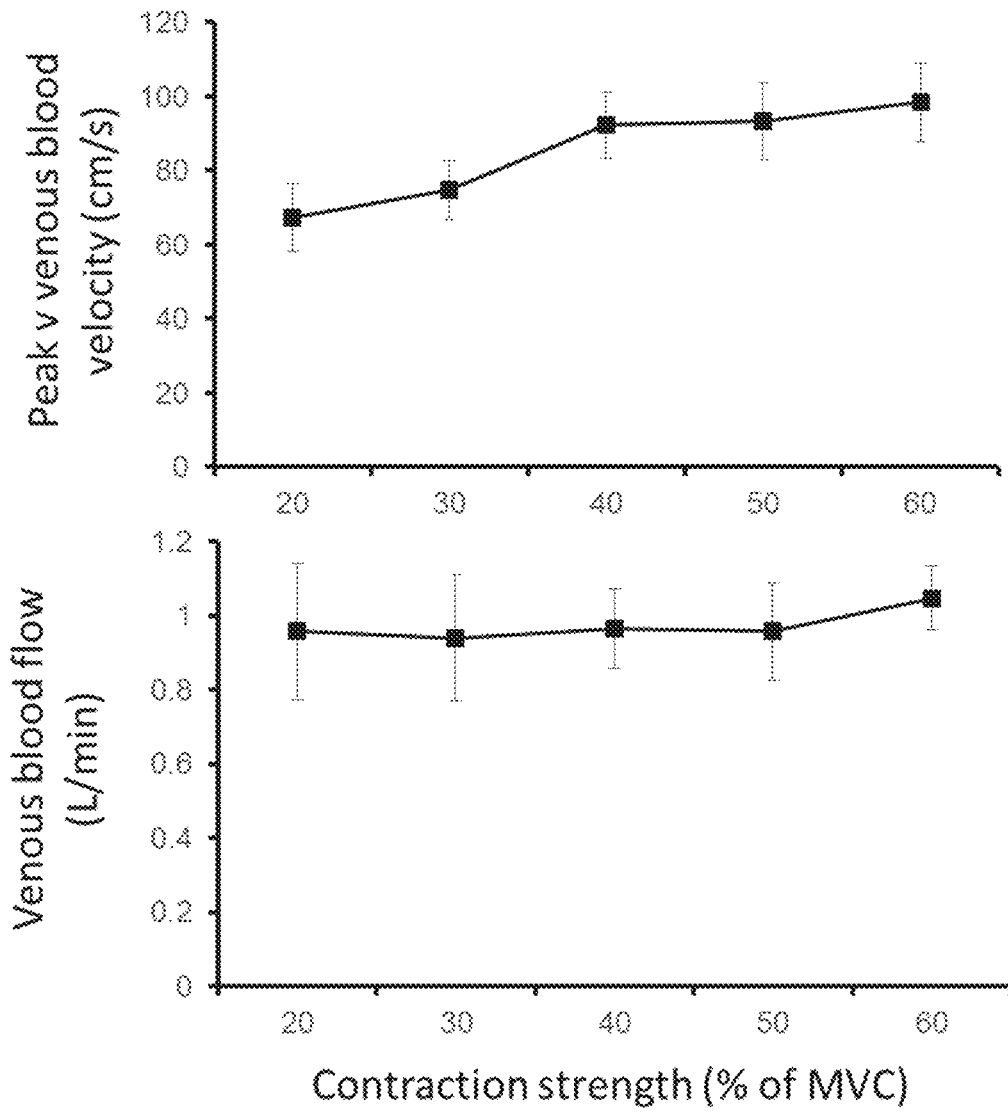 Peak v venous blood
velocity (cm/s)
120
100
80
60
40
20
0
20 30 40 50 60
Venous blood flow
(L/min)
1.2
1
0.8
0.6
0.4
0.2
0
20 30 40 50 60
Contraction strength (% of MVC)